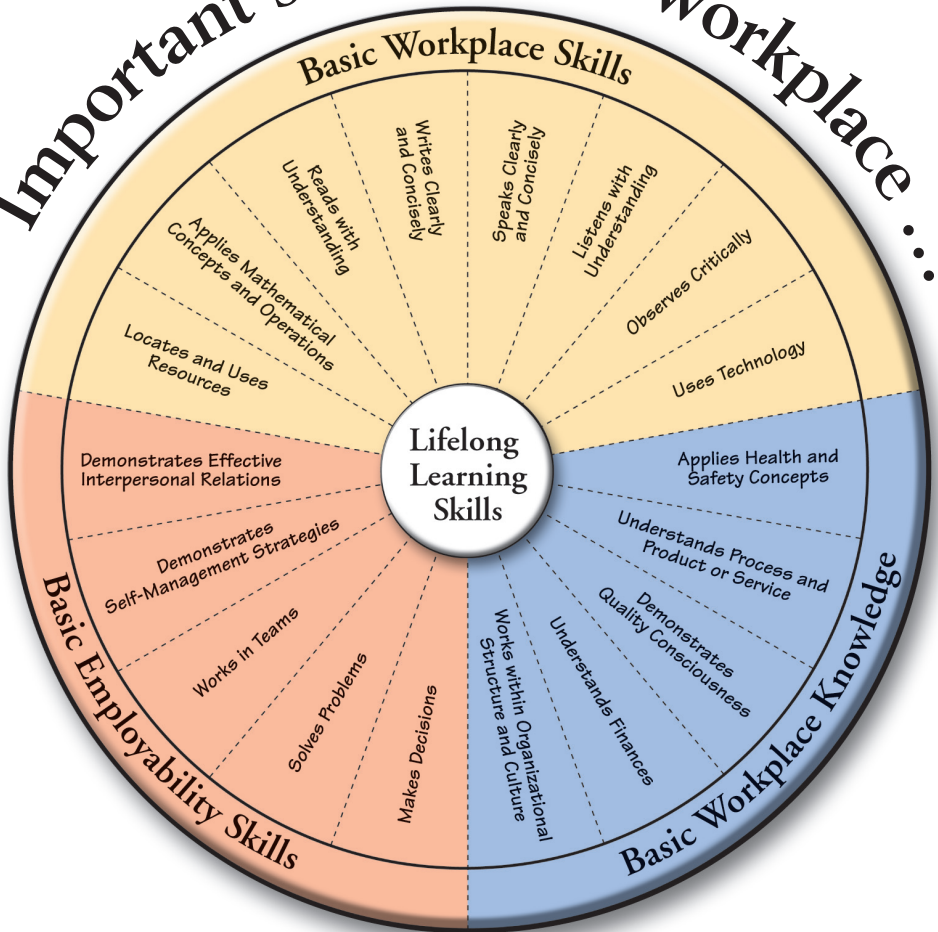 Important
workplace ...
Basic Workplace Skills
Locates and Uses
Resources
Applies Mathematical
Concepts and Operations
Reads with
Understanding
Writes Clearly
and Concisely
Speaks Clearly
and Concisely
Listens with
Understanding
Observes Critically
Uses Technology
Lifelong
Learning
Skills
Basic Employability Skills
Demonstrates Effective
Interpersonal Relations
Demonstrates
Self-Management Strategies
Works in Teams
Solves Problems
Makes Decisions
Basic Workplace Knowledge
Applies Health and
Safety Concepts
Understands Process and
Product or Service
Demonstrates
Quality Consciousness
Understands Finances
Works within Organizational
Structure and Culture